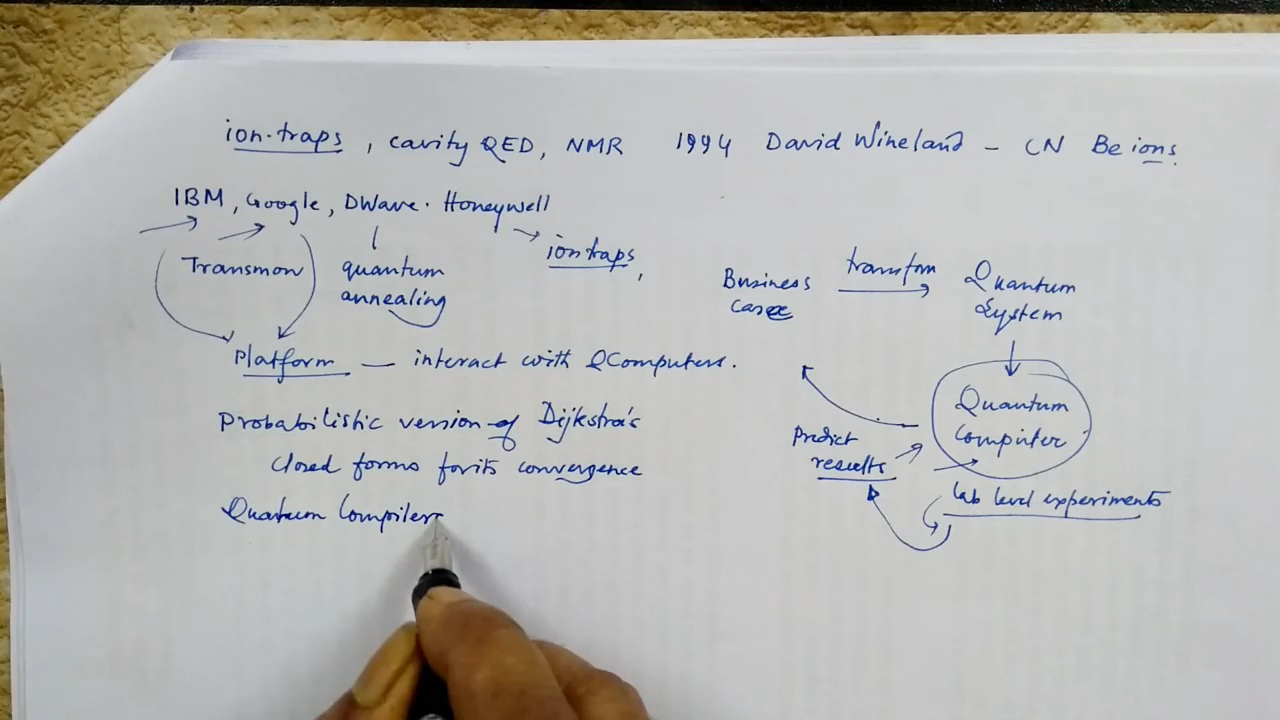 ion-traps, cavity QED, NMR 1994 David Wineland - CN Be ions.
IBM, Google, DWave. Honeywell
ion traps,
Transmon quantum
annealing
Platform — interact with QComputers.
Probabilistic version of Dijkstra's
closed forms for its convergence
Quatum Compilers
Business
case
transfom
Quantum
System
Quantum
Computer
Predict
results
lab level experiments